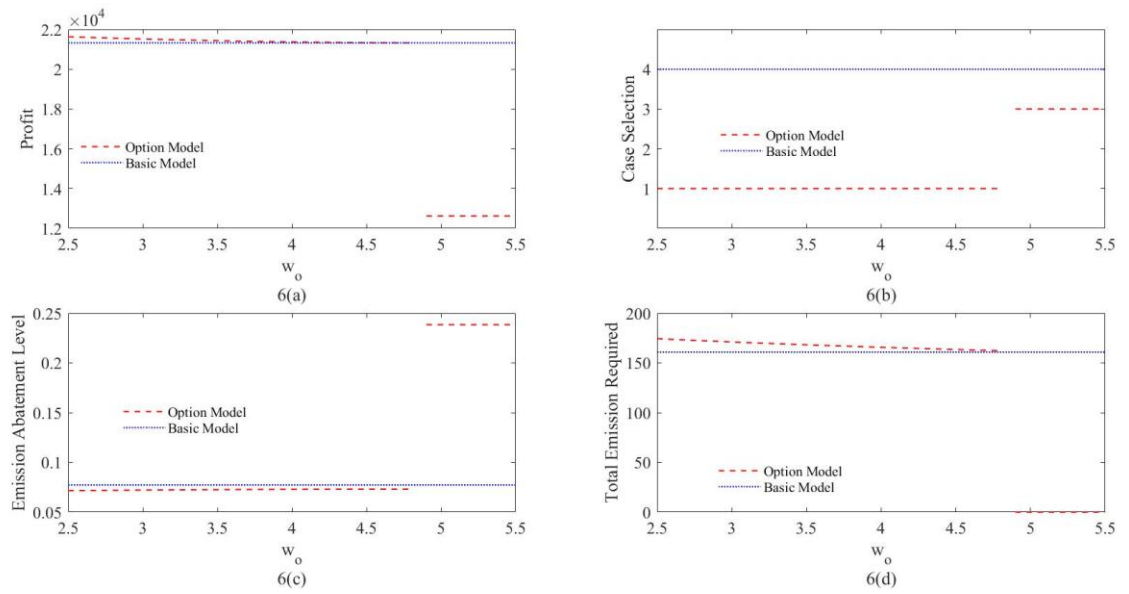 ×10⁴
2.2
2
1.8
1.6
1.4
1.2
Profit
Option Model
Basic Model
2.5 3 3.5 4 4.5 5 5.5
w_o
6(a)
4
3
2
1
Case Selection
Option Model
Basic Model
2.5 3 3.5 4 4.5 5 5.5
w_o
6(b)
0.25
0.2
0.15
0.1
0.05
Emission Abatement Level
Option Model
Basic Model
2.5 3 3.5 4 4.5 5 5.5
w_o
6(c)
200
150
100
50
0
Total Emission Required
Option Model
Basic Model
2.5 3 3.5 4 4.5 5 5.5
w_o
6(d)